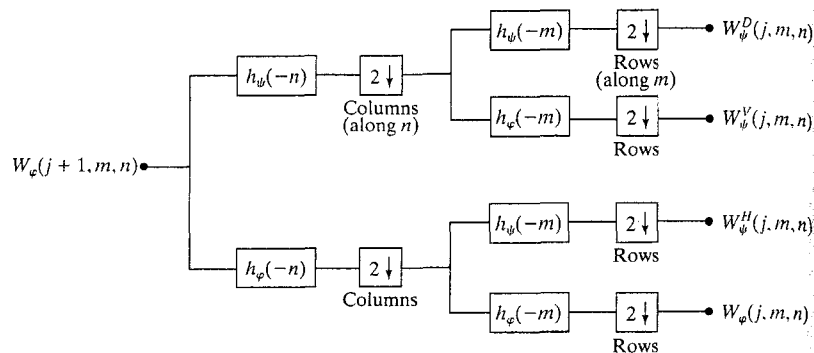 h_ψ(−m) 2↓ W_ψ^D(j, m, n)
h_ψ(−n) 2↓ Rows
(along m)
Columns
(along n)
h_φ(−m) 2↓ W_ψ^V(j, m, n)
Rows
W_φ(j + 1, m, n)
h_ψ(−m) 2↓ W_ψ^H(j, m, n)
Rows
h_φ(−n) 2↓
Columns
h_φ(−m) 2↓ W_φ(j, m, n)
Rows